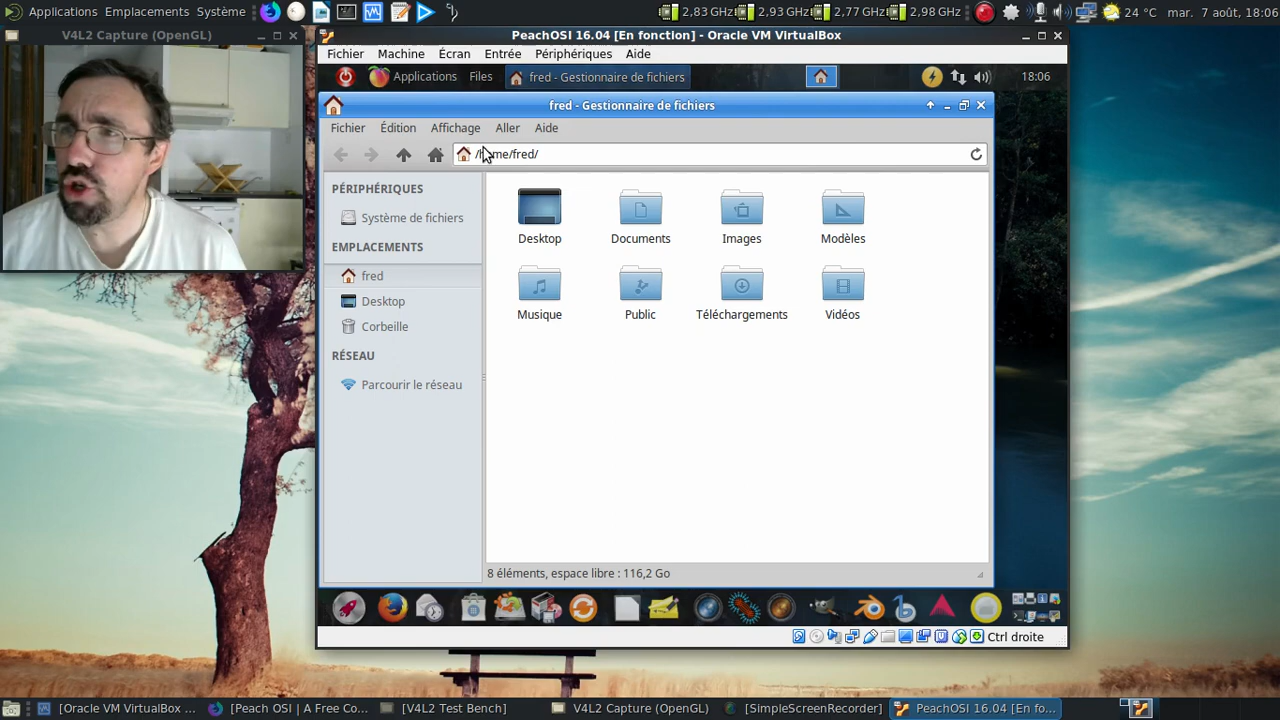 Applications Emplacements Système 2,83 GHz 2,93 GHz 2,77 GHz 2,98 GHz 24 °C mar. 7 août, 18:06
V4L2 Capture (OpenGL)
PeachOSI 16.04 [En fonction] - Oracle VM VirtualBox
Fichier Machine Écran Entrée Périphériques Aide
Applications Files fred - Gestionnaire de fichiers 18:06
fred - Gestionnaire de fichiers
Fichier Édition Affichage Aller Aide
/home/fred/
PÉRIPHÉRIQUES
Système de fichiers
EMPLACEMENTS
fred
Desktop
Corbeille
RÉSEAU
Parcourir le réseau
Desktop Documents Images Modèles
Musique Public Téléchargements Vidéos
8 éléments, espace libre : 116,2 Go
Ctrl droite
[Oracle VM VirtualBox ... [Peach OSI | A Free Co... [V4L2 Test Bench] V4L2 Capture (OpenGL) [SimpleScreenRecorder] PeachOSI 16.04 [En fo...